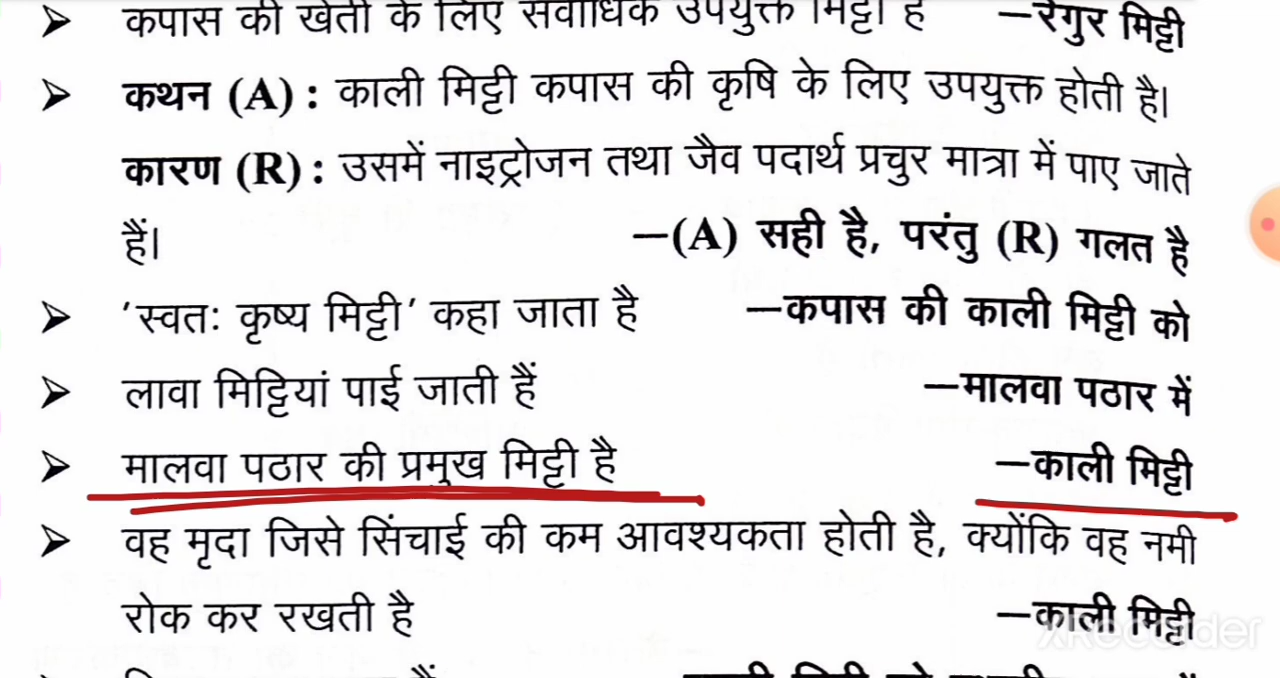 ➤ कपास की खेती के लिए सर्वाधिक उपयुक्त मिट्टी है –रेगुर मिट्टी
➤ कथन (A) : काली मिट्टी कपास की कृषि के लिए उपयुक्त होती है।
कारण (R) : उसमें नाइट्रोजन तथा जैव पदार्थ प्रचुर मात्रा में पाए जाते
हैं। –(A) सही है, परंतु (R) गलत है
➤ 'स्वतः कृष्य मिट्टी' कहा जाता है –कपास की काली मिट्टी को
➤ लावा मिट्टियां पाई जाती हैं –मालवा पठार में
➤ मालवा पठार की प्रमुख मिट्टी है –काली मिट्टी
➤ वह मृदा जिसे सिंचाई की कम आवश्यकता होती है, क्योंकि वह नमी
रोक कर रखती है –काली मिट्टी
XRecorder